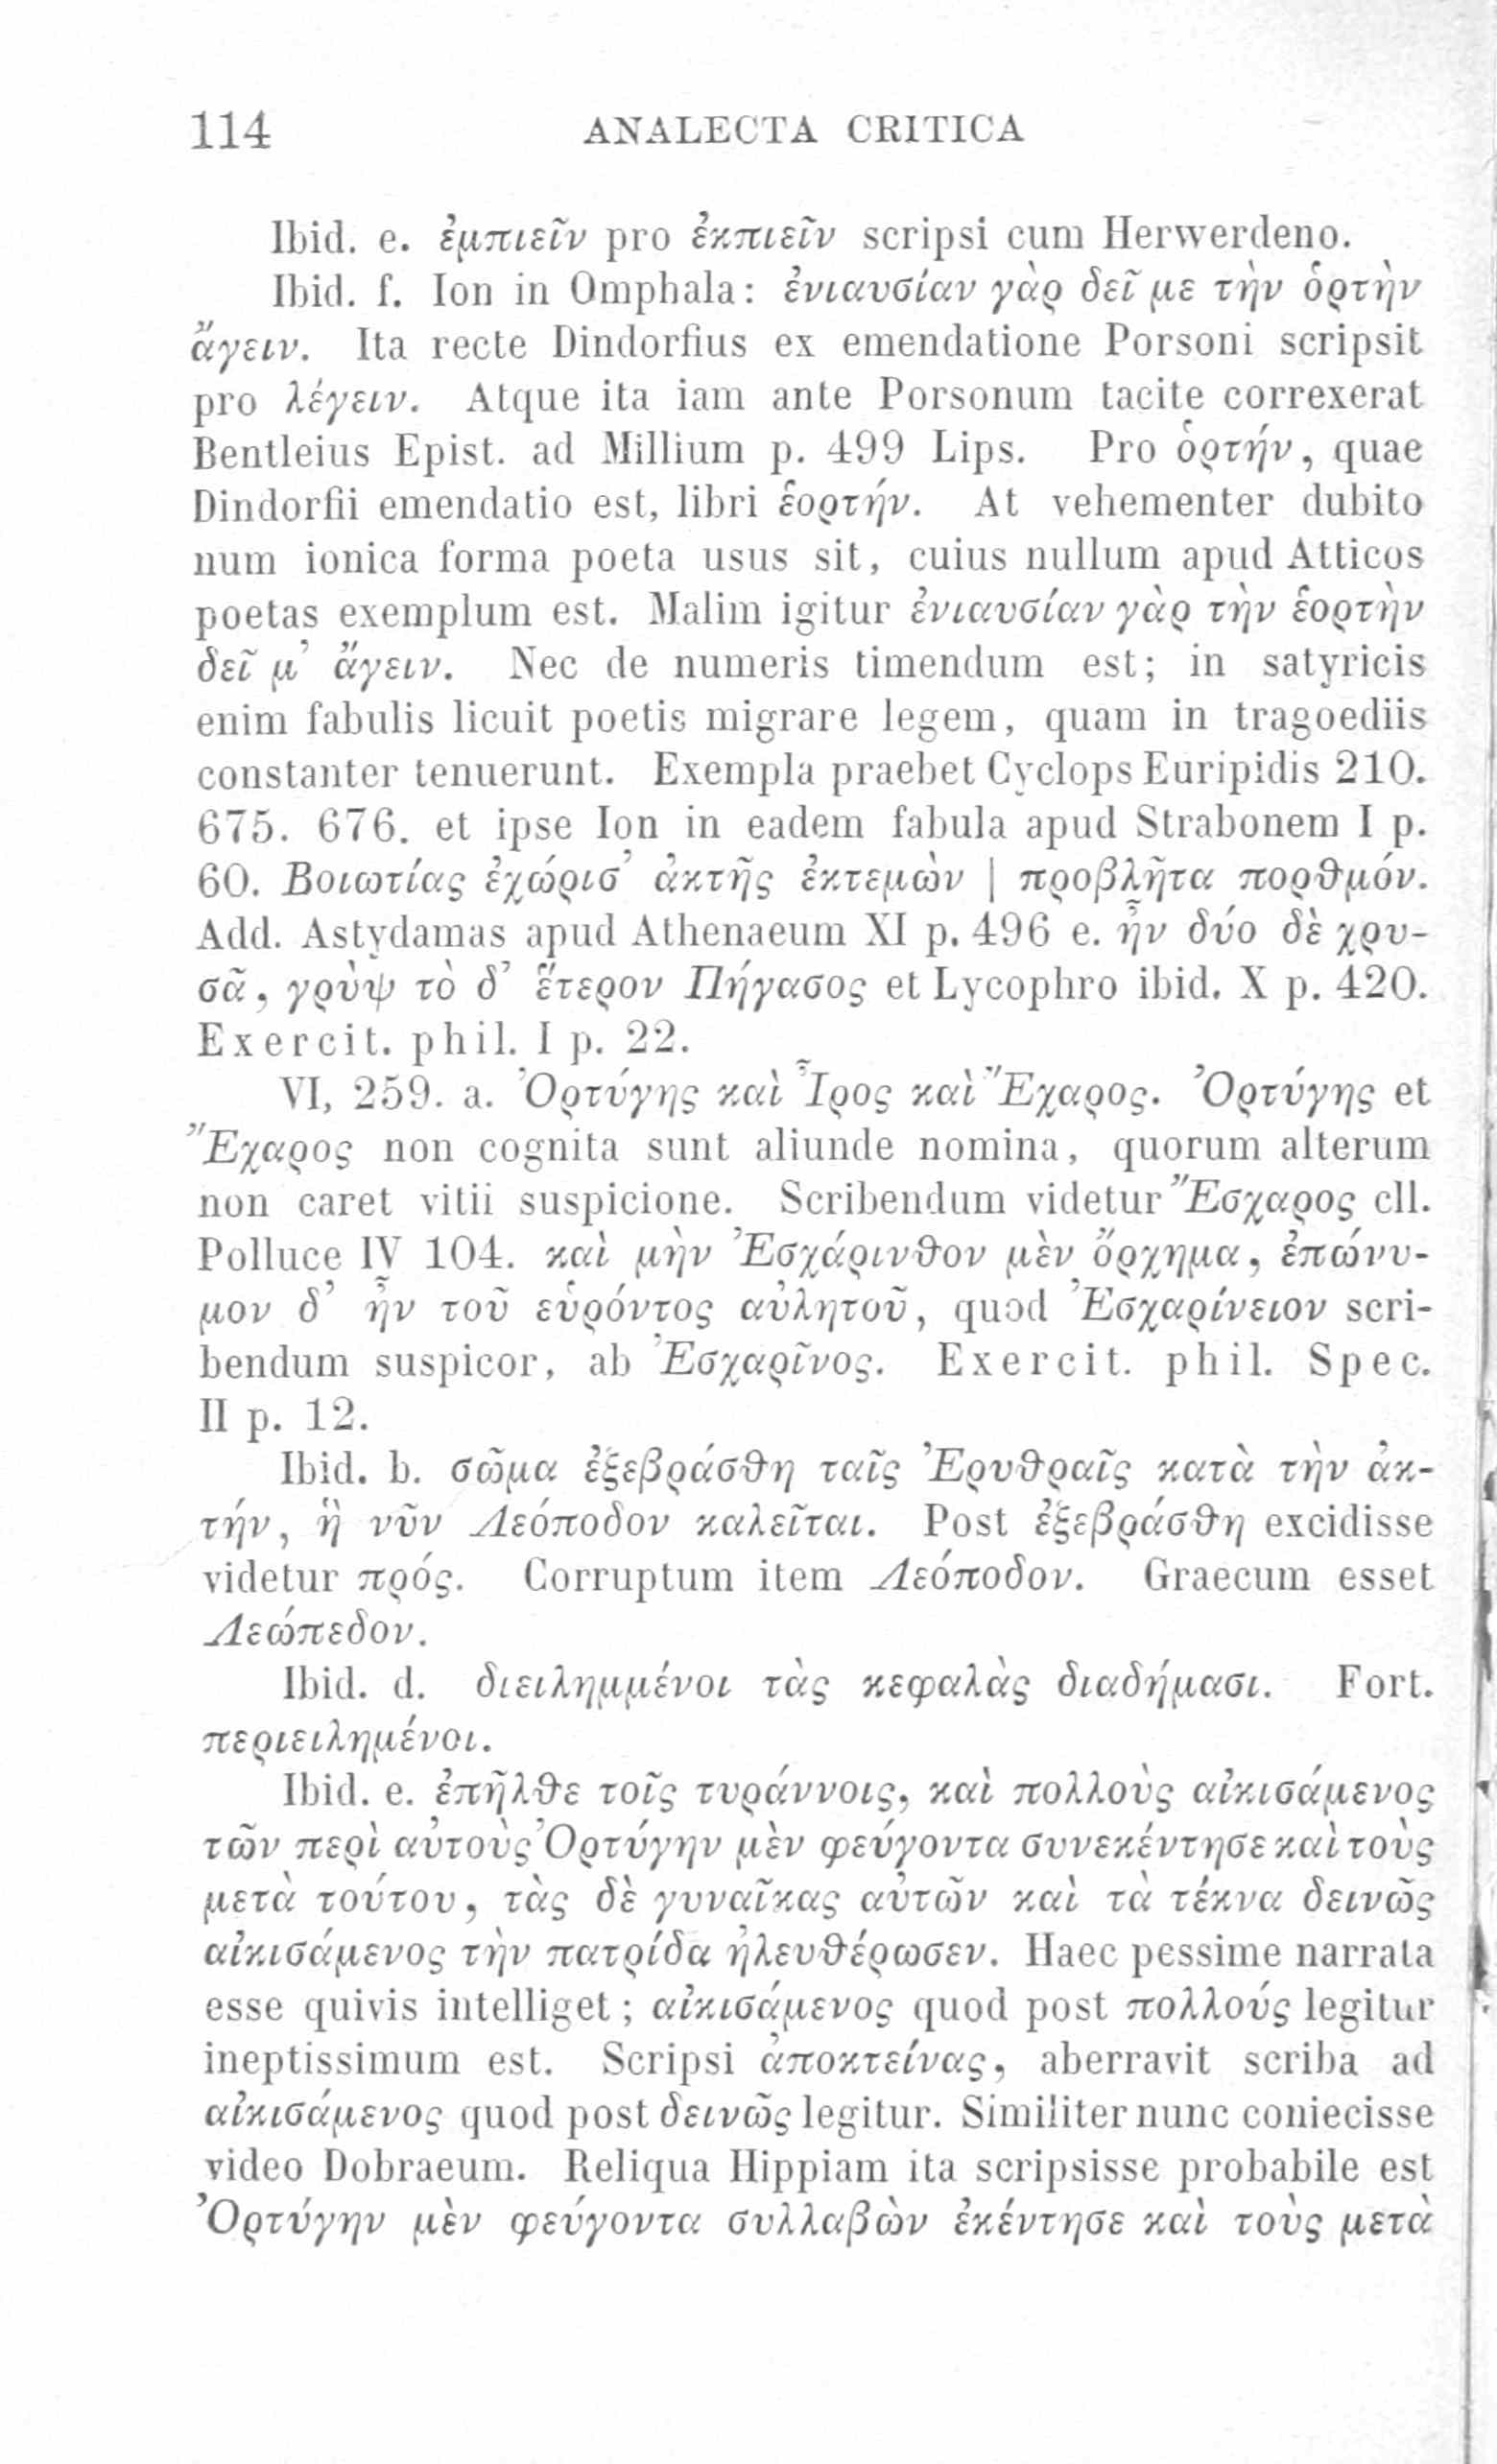 114 ANALECTA CRITICA
Ibid. e. ἐμπιεῖν pro ἐκπιεῖν scripsi cum Herwerdeno.
Ibid. f. Ion in Omphala: ἐνιαυσίαν γὰρ δεῖ με τὴν ὁρτὴν
ἄγειν. Ita recte Dindorfius ex emendatione Porsoni scripsit
pro λέγειν. Atque ita iam ante Porsonum tacite correxerat
Bentleius Epist. ad Millium p. 499 Lips. Pro ὁρτήν, quae
Dindorfii emendatio est, libri ἑορτήν. At vehementer dubito
num ionica forma poeta usus sit, cuius nullum apud Atticos
poetas exemplum est. Malim igitur ἐνιαυσίαν γὰρ τὴν ἑορτὴν
δεῖ μ’ ἄγειν. Nec de numeris timendum est; in satyricis
enim fabulis licuit poetis migrare legem, quam in tragoediis
constanter tenuerunt. Exempla praebet Cyclops Euripidis 210.
675. 676. et ipse Ion in eadem fabula apud Strabonem I p.
60. Βοιωτίας ἐχώρισ’ ἀκτῆς ἐκτεμὼν | προβλῆτα πορθμόν.
Add. Astydamas apud Athenaeum XI p. 496 e. ἦν δύο δὲ χρυ-
σᾶ, γρὺψ τὸ δ’ ἕτερον Πήγασος et Lycophro ibid. X p. 420.
Exercit. phil. I p. 22.
VI, 259. a. Ὀρτύγης καὶ Ἶρος καὶ Ἔχαρος. Ὀρτύγης et
Ἔχαρος non cognita sunt aliunde nomina, quorum alterum
non caret vitii suspicione. Scribendum videtur Ἔσχαρος cll.
Polluce IV 104. καὶ μὴν Ἐσχάρινθον μὲν ὄρχημα, ἐπώνυ-
μον δ’ ἦν τοῦ εὑρόντος αὐλητοῦ, quod Ἐσχαρίνειον scri-
bendum suspicor, ab Ἐσχαρῖνος. Exercit. phil. Spec.
II p. 12.
Ibid. b. σῶμα ἐξεβράσθη ταῖς Ἐρυθραῖς κατὰ τὴν ἀκ-
τήν, ἣ νῦν Λεόποδον καλεῖται. Post ἐξεβράσθη excidisse
videtur πρός. Corruptum item Λεόποδον. Graecum esset
Λεώπεδον.
Ibid. d. διειλημμένοι τὰς κεφαλὰς διαδήμασι. Fort.
περιειλημένοι.
Ibid. e. ἐπῆλθε τοῖς τυράννοις, καὶ πολλοὺς αἰκισάμενος
τῶν περὶ αὐτοὺς Ὀρτύγην μὲν φεύγοντα συνεκέντησε καὶ τοὺς
μετὰ τούτου, τὰς δὲ γυναῖκας αὐτῶν καὶ τὰ τέκνα δεινῶς
αἰκισάμενος τὴν πατρίδα ἠλευθέρωσεν. Haec pessime narrata
esse quivis intelliget; αἰκισάμενος quod post πολλούς legitur
ineptissimum est. Scripsi ἀποκτείνας, aberravit scriba ad
αἰκισάμενος quod post δεινῶς legitur. Similiter nunc coniecisse
video Dobraeum. Reliqua Hippiam ita scripsisse probabile est
Ὀρτύγην μὲν φεύγοντα συλλαβὼν ἐκέντησε καὶ τοὺς μετὰ